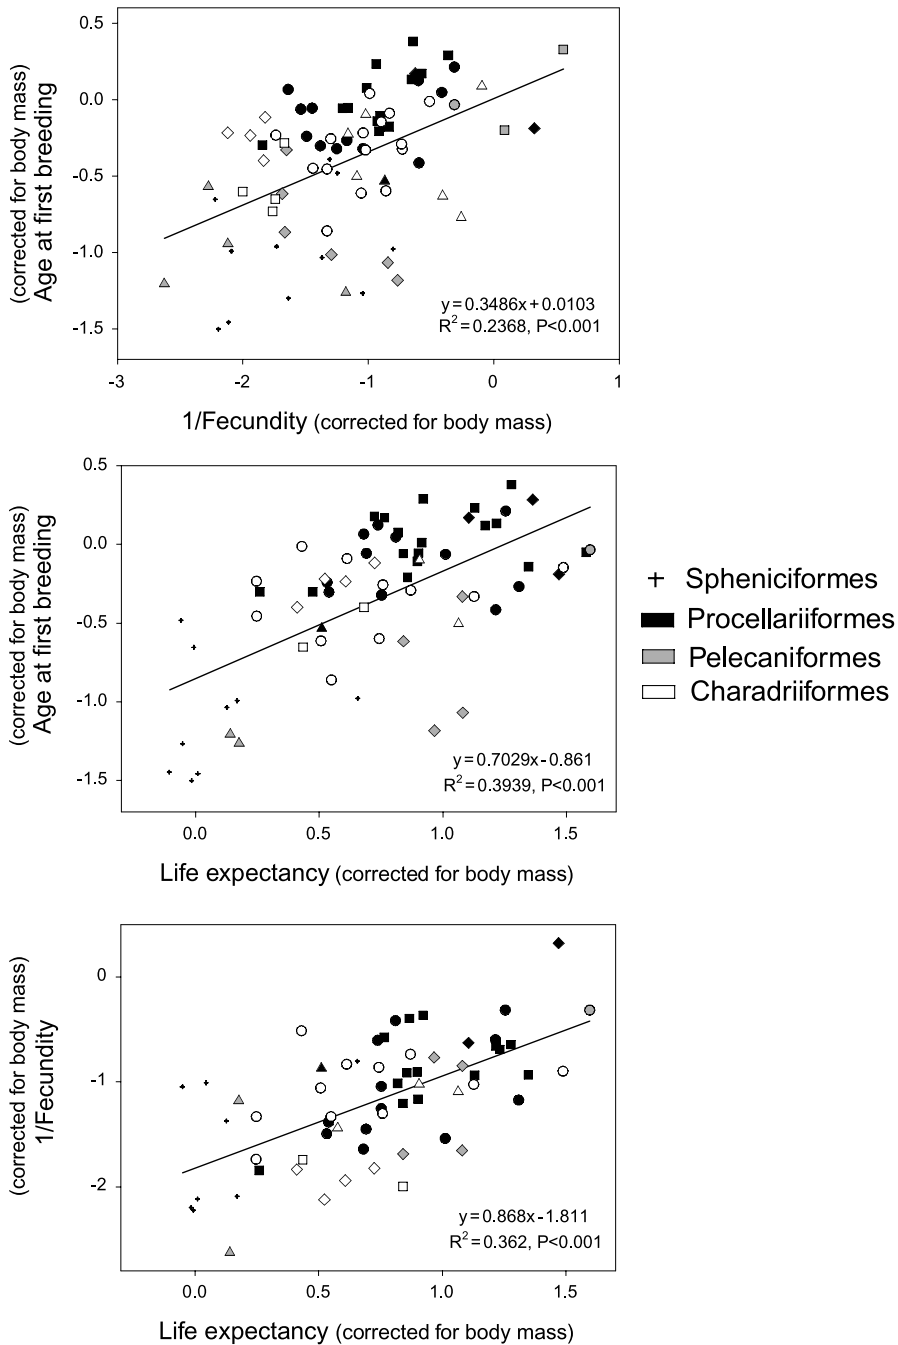 (corrected for body mass)
Age at first breeding
0.5
0.0
-0.5
-1.0
-1.5
y=0.3486x+0.0103
R²=0.2368, P<0.001
-3 -2 -1 0 1
1/Fecundity (corrected for body mass)
(corrected for body mass)
Age at first breeding
0.5
0.0
-0.5
-1.0
-1.5
y=0.7029x-0.861
R²=0.3939, P<0.001
0.0 0.5 1.0 1.5
Life expectancy (corrected for body mass)
Spheniciformes
Procellariiformes
Pelecaniformes
Charadriiformes
(corrected for body mass)
1/Fecundity
0
-1
-2
y=0.868x-1.811
R²=0.362, P<0.001
0.0 0.5 1.0 1.5
Life expectancy (corrected for body mass)